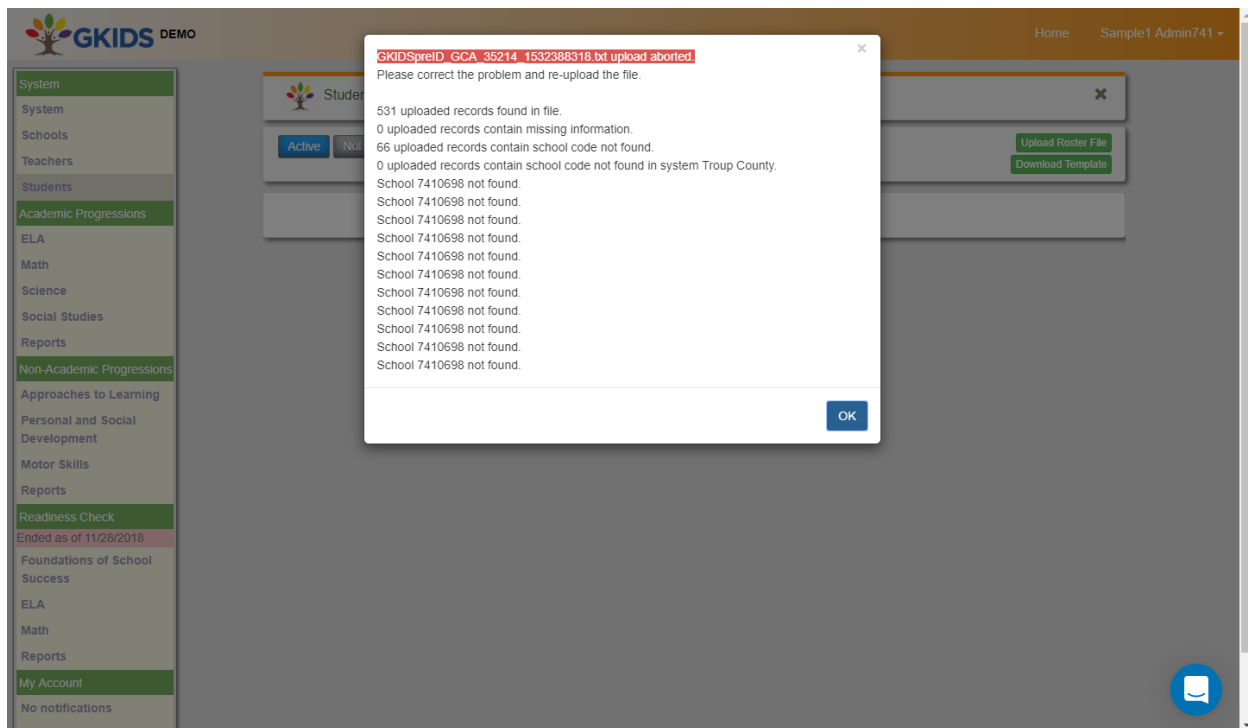 GKIDS DEMO
Home Sample1 Admin741
System
System
Schools
Teachers
Students
Academic Progressions
ELA
Math
Science
Social Studies
Reports
Non-Academic Progressions
Approaches to Learning
Personal and Social
Development
Motor Skills
Reports
Readiness Check
Ended as of 11/28/2018
Foundations of School
Success
ELA
Math
Reports
My Account
No notifications
Studen
Active Not
Upload Roster File
Download Template
×
GKIDSpreID_GCA_35214_1532388318.txt upload aborted.
Please correct the problem and re-upload the file.
531 uploaded records found in file.
0 uploaded records contain missing information.
66 uploaded records contain school code not found.
0 uploaded records contain school code not found in system Troup County.
School 7410698 not found.
School 7410698 not found.
School 7410698 not found.
School 7410698 not found.
School 7410698 not found.
School 7410698 not found.
School 7410698 not found.
School 7410698 not found.
School 7410698 not found.
School 7410698 not found.
School 7410698 not found.
OK